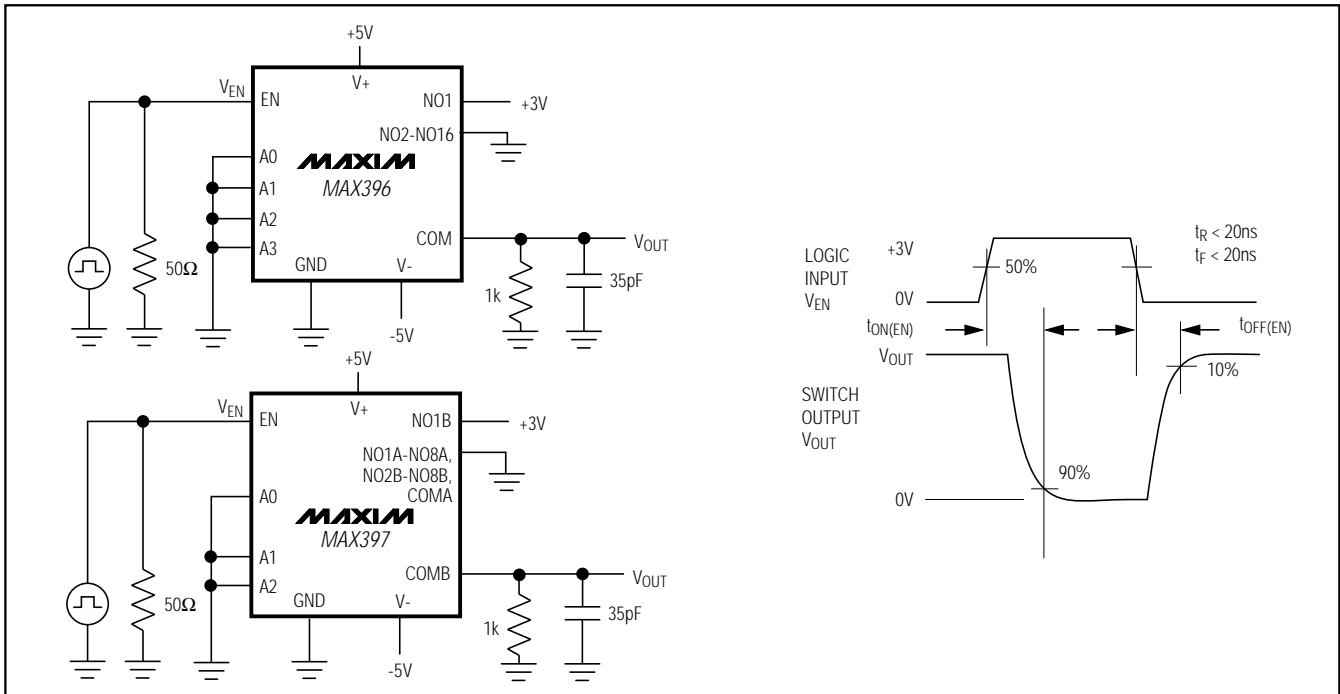 +5V
V+
VEN
EN
NO1
+3V
NO2-NO16
A0
MAXIM
MAX396
A1
A2
A3
COM
VOUT
50Ω
GND
V-
1k
35pF
-5V
+5V
V+
VEN
EN
NO1B
+3V
NO1A-NO8A,
NO2B-NO8B,
COMA
A0
MAXIM
MAX397
A1
A2
COMB
VOUT
50Ω
GND
V-
1k
35pF
-5V
LOGIC
INPUT
VEN
+3V
50%
0V
tR < 20ns
tF < 20ns
tON(EN)
tOFF(EN)
VOUT
10%
SWITCH
OUTPUT
VOUT
90%
0V